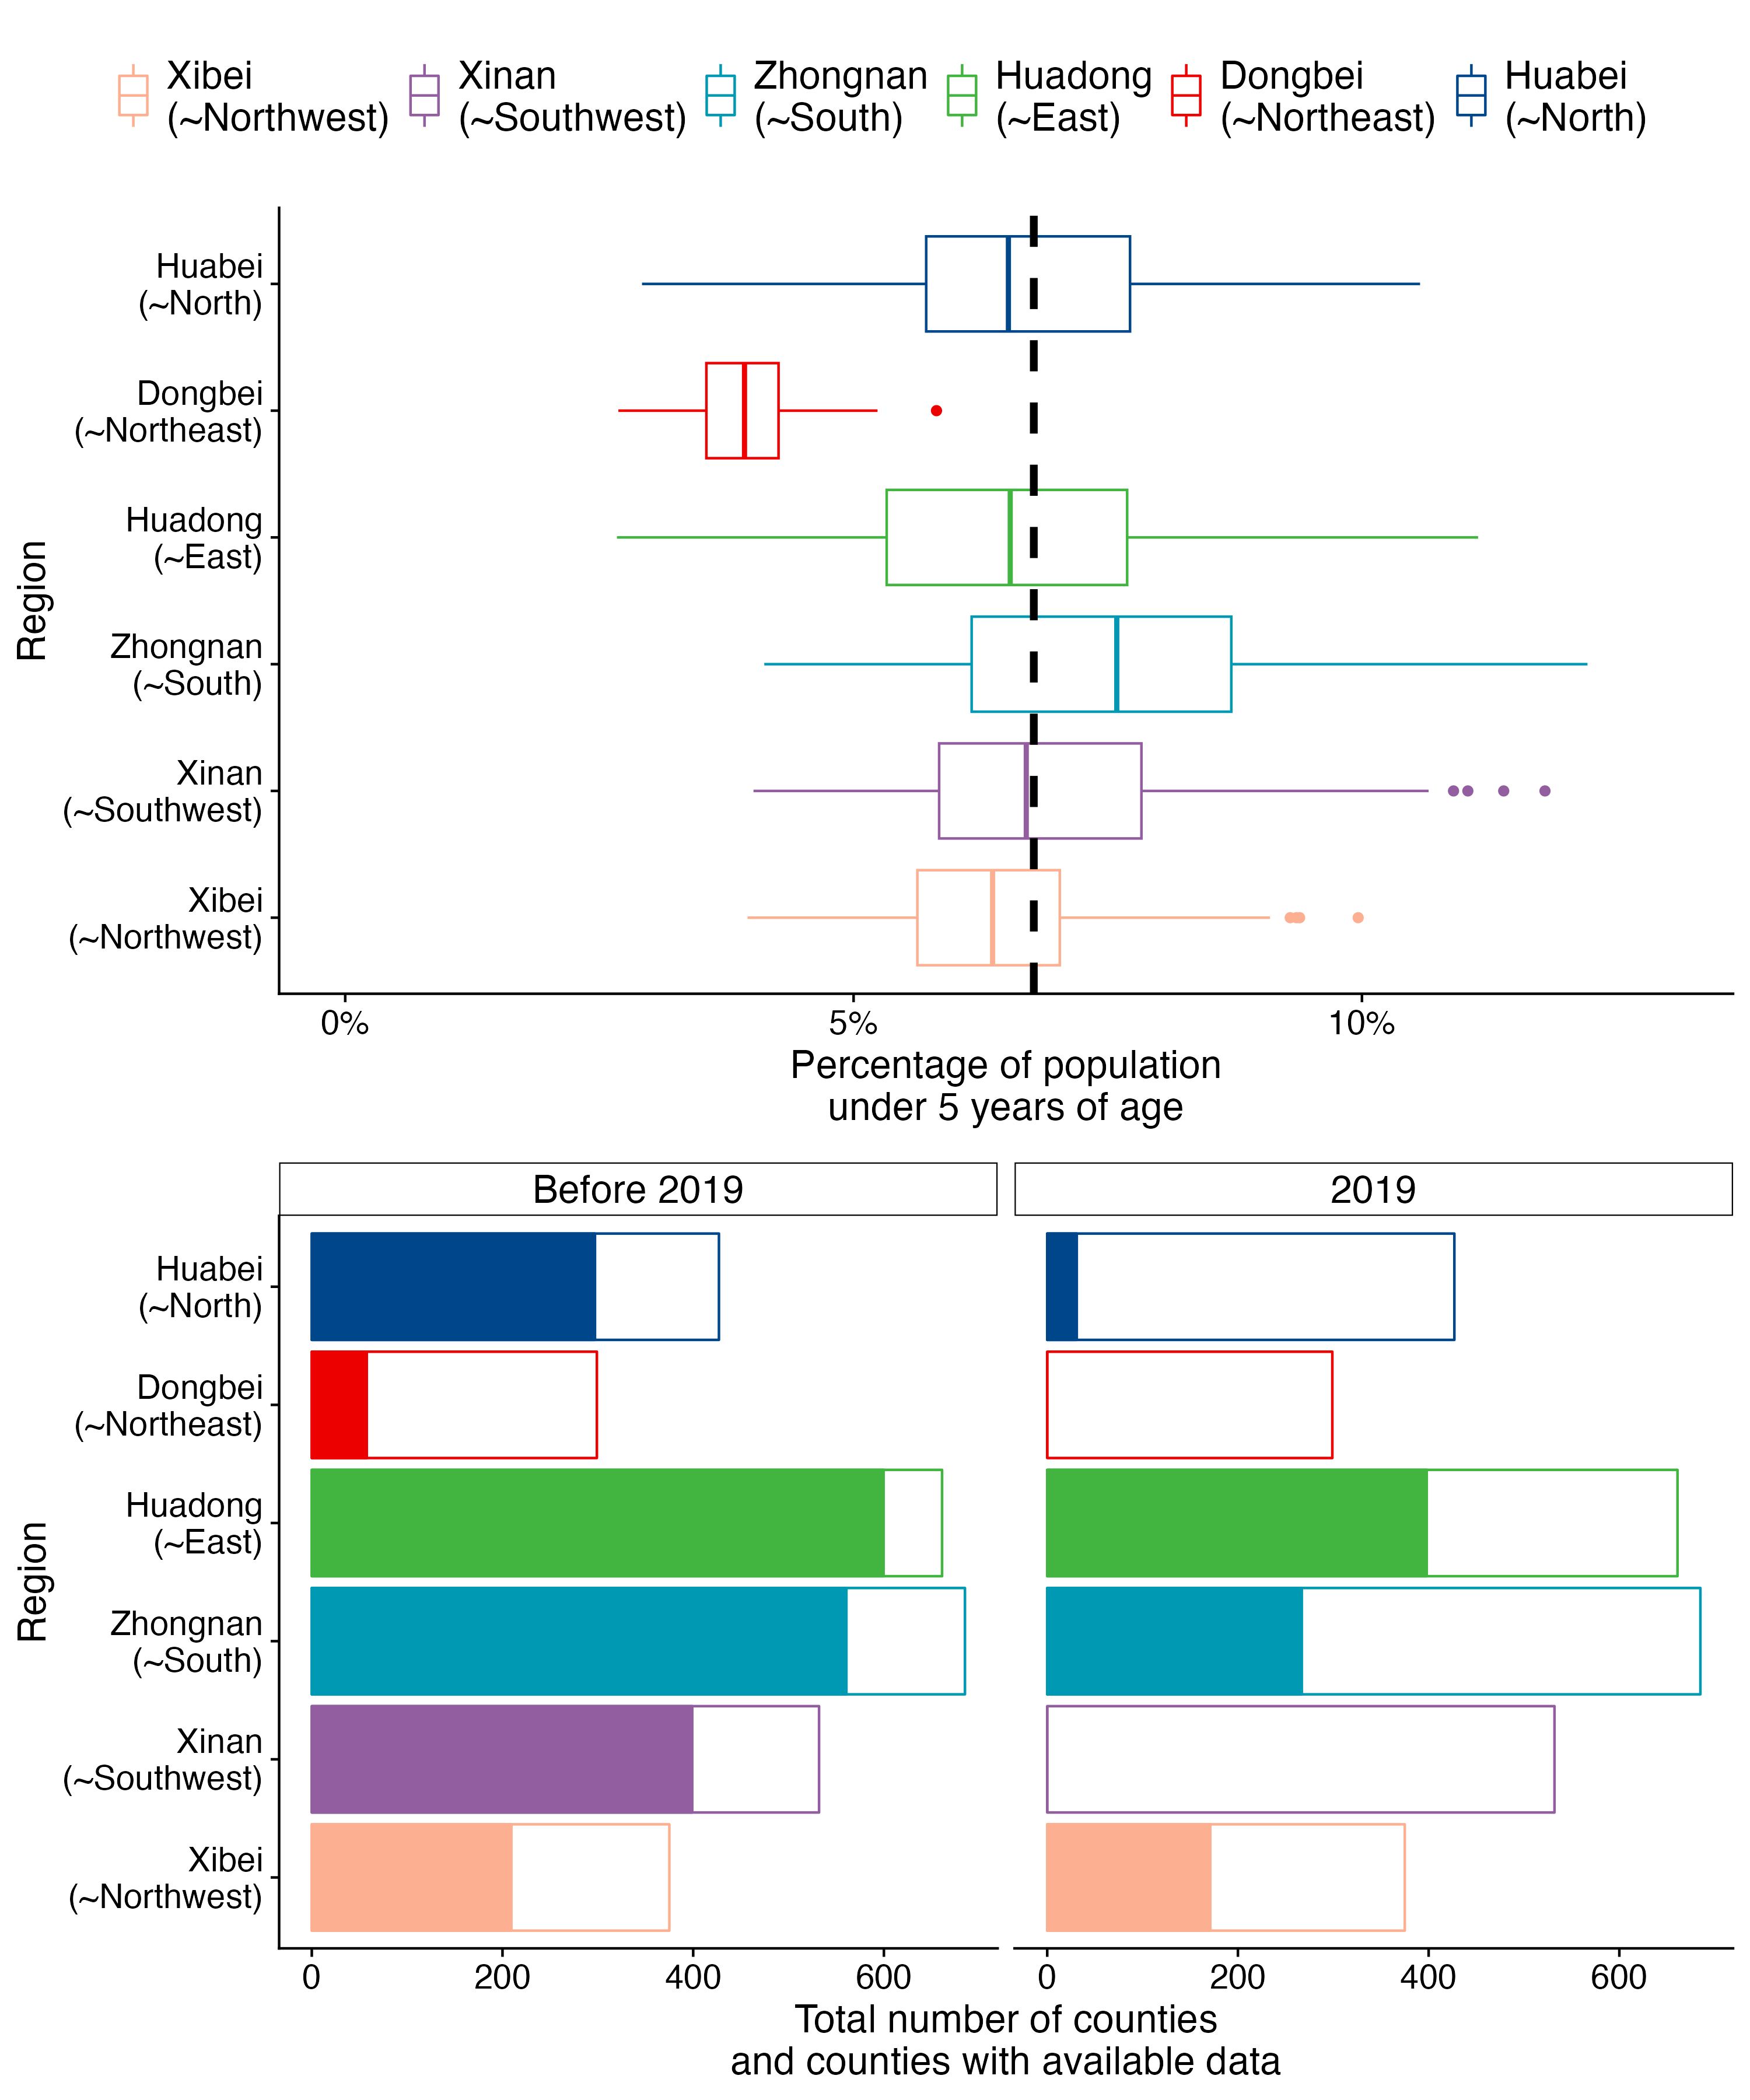 Xibei
(~Northwest)
Xinan
(~Southwest)
Zhongnan
(~South)
Huadong
(~East)
Dongbei
(~Northeast)
Huabei
(~North)
Region
Huabei
(~North)
Dongbei
(~Northeast)
Huadong
(~East)
Zhongnan
(~South)
Xinan
(~Southwest)
Xibei
(~Northwest)
0% 5% 10%
Percentage of population
under 5 years of age
Before 2019
2019
Region
Huabei
(~North)
Dongbei
(~Northeast)
Huadong
(~East)
Zhongnan
(~South)
Xinan
(~Southwest)
Xibei
(~Northwest)
0 200 400 600
0 200 400 600
Total number of counties
and counties with available data